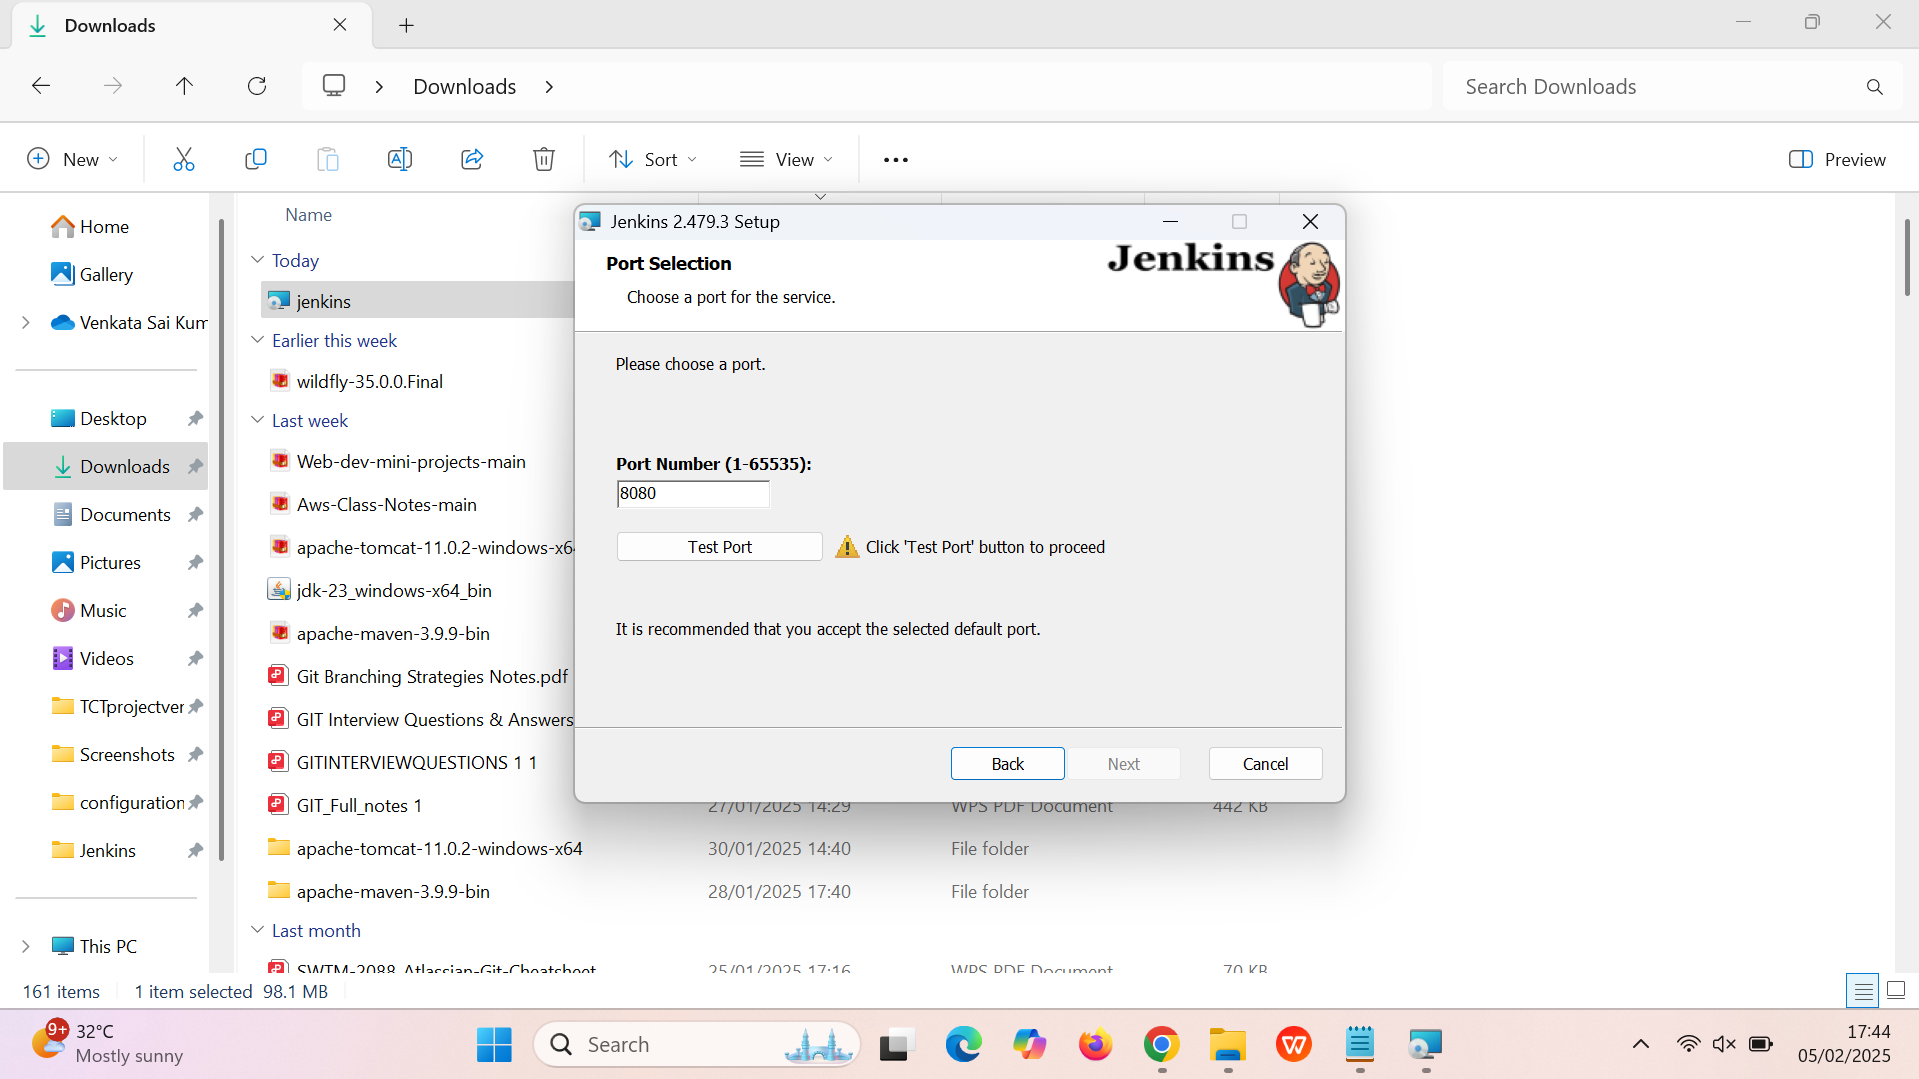 Downloads
Downloads
Search Downloads
New
Sort
View
Preview
Home
Gallery
Venkata Sai Kum
Desktop
Downloads
Documents
Pictures
Music
Videos
TCTprojectver
Screenshots
configuration
Jenkins
This PC
Name
Today
jenkins
Earlier this week
wildfly-35.0.0.Final
Last week
Web-dev-mini-projects-main
Aws-Class-Notes-main
apache-tomcat-11.0.2-windows-x64
jdk-23_windows-x64_bin
apache-maven-3.9.9-bin
Git Branching Strategies Notes.pdf
GIT Interview Questions & Answers
GITINTERVIEWQUESTIONS 1 1
GIT_Full_notes 1 27/01/2025 14:29 WPS PDF Document 442 KB
apache-tomcat-11.0.2-windows-x64 30/01/2025 14:40 File folder
apache-maven-3.9.9-bin 28/01/2025 17:40 File folder
Last month
SWTM-2088_Atlassian-Git-Cheatsheet 25/01/2025 17:16 WPS PDF Document 70 KB
Jenkins 2.479.3 Setup
Port Selection
Choose a port for the service.
Jenkins
Please choose a port.
Port Number (1-65535):
8080
Test Port
Click 'Test Port' button to proceed
It is recommended that you accept the selected default port.
Back
Next
Cancel
161 items 1 item selected 98.1 MB
9+
32°C
Mostly sunny
Search
17:44
05/02/2025